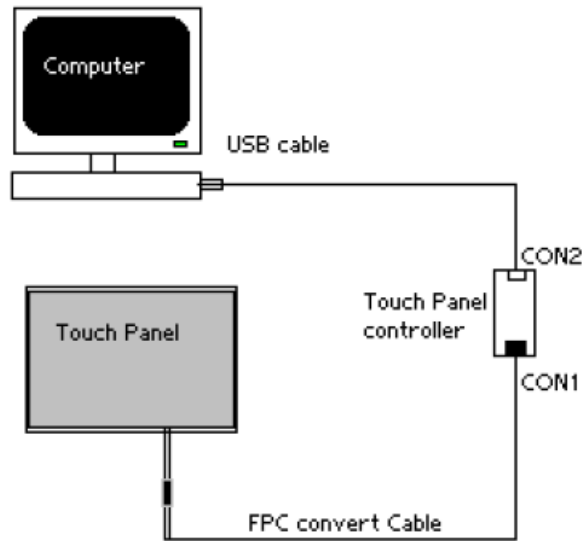 Computer
USB cable
CON2
Touch Panel
controller
Touch Panel
CON1
FPC convert Cable